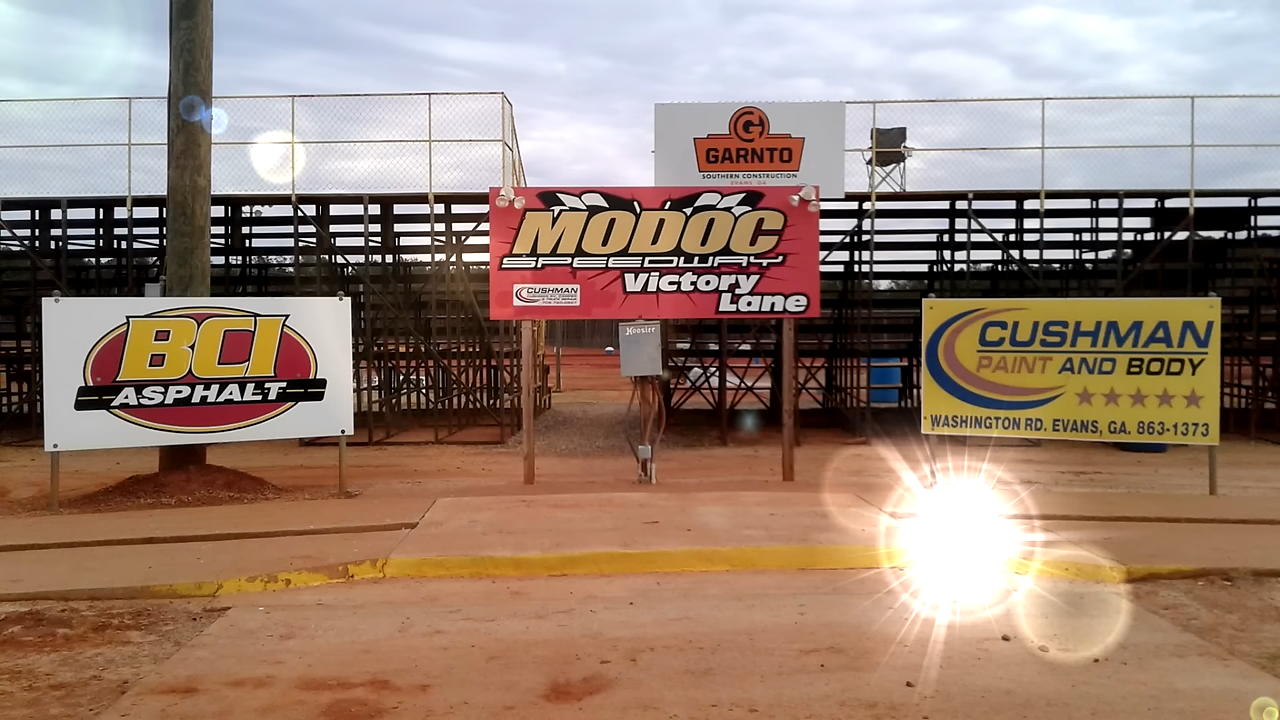 G
GARNTO
SOUTHERN CONSTRUCTION
EVANS GA
MODOC
SPEEDWAY
Victory
Lane
CUSHMAN
Hoosier
BCI
ASPHALT
CUSHMAN
PAINT AND BODY
WASHINGTON RD. EVANS, GA. 863-1373